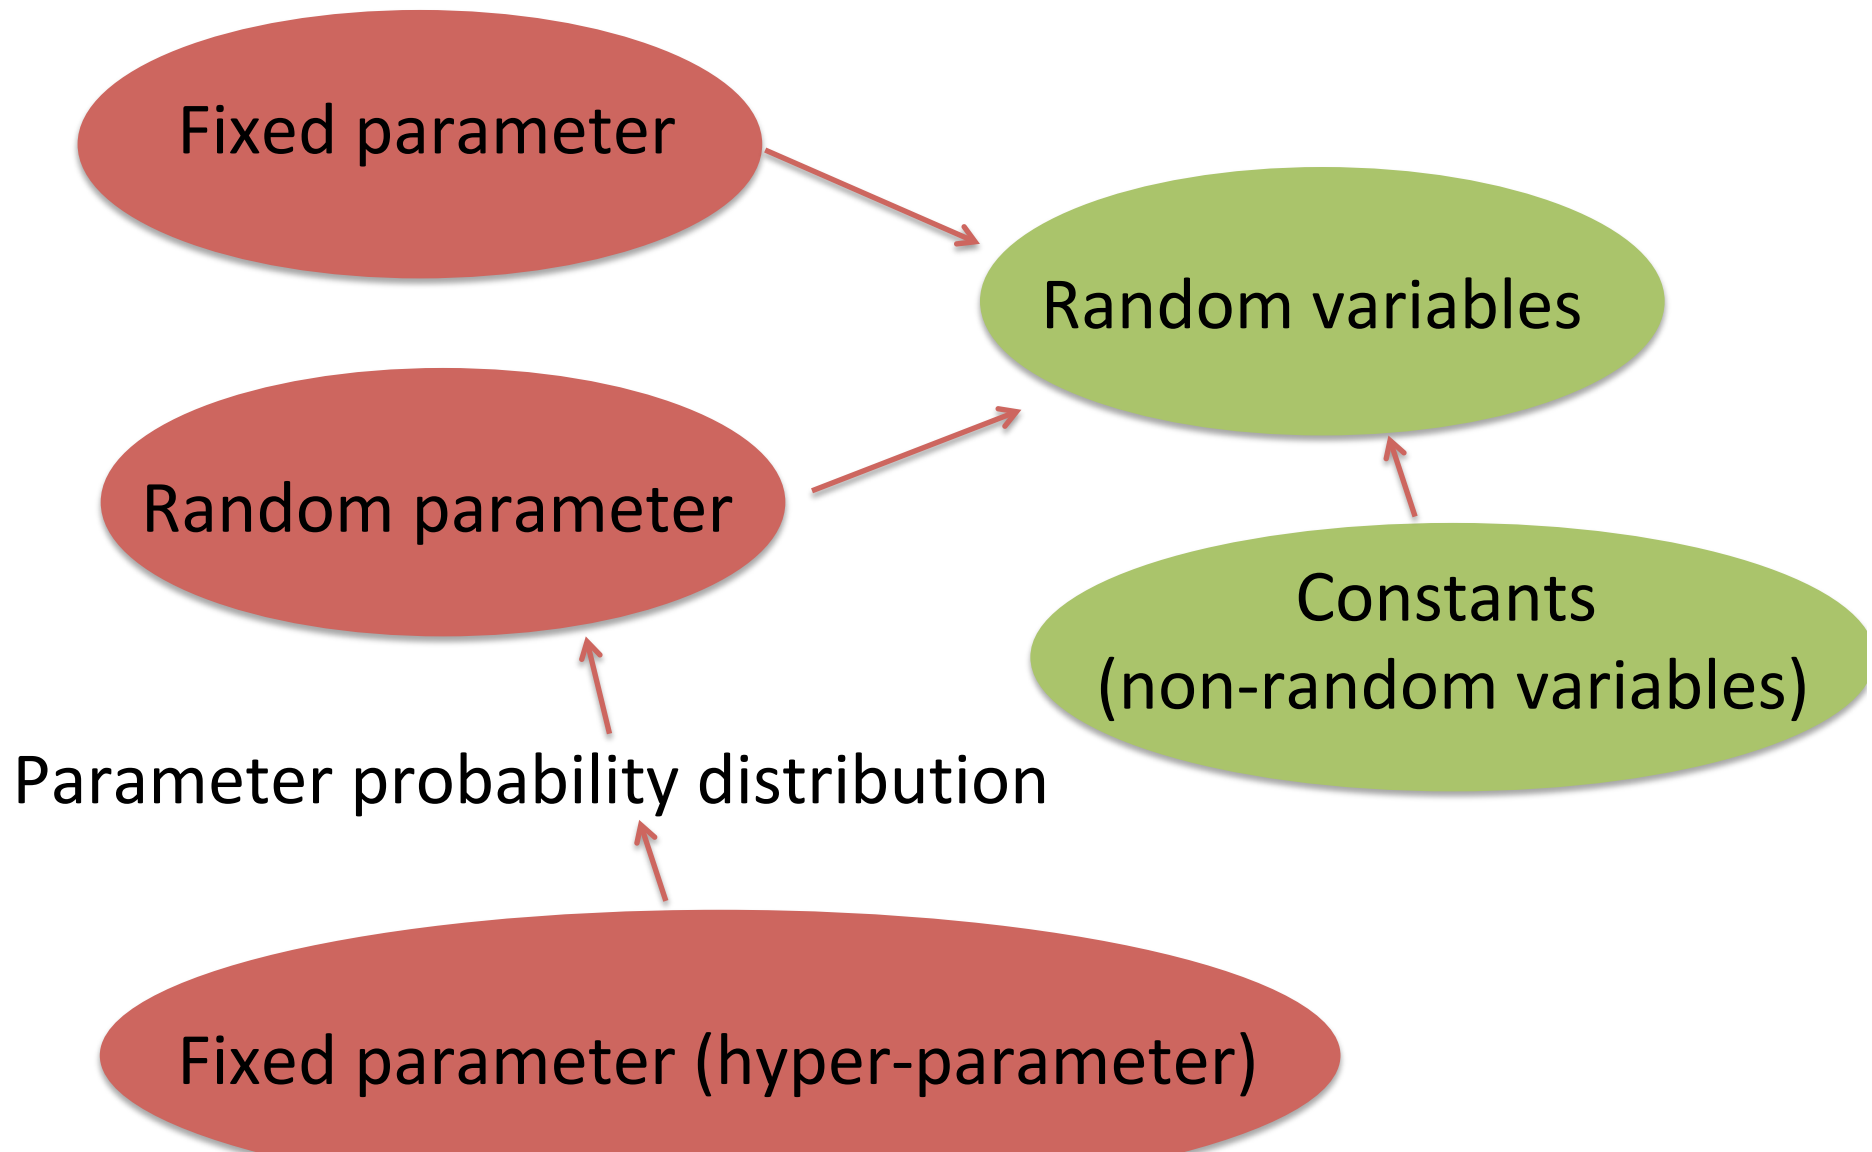 Fixed parameter
Random variables
Random parameter
Constants
(non-random variables)
Parameter probability distribution
Fixed parameter (hyper-parameter)